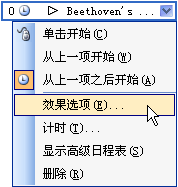 0 Beethoven's ...
单击开始(C)
从上一项开始(W)
从上一项之后开始(A)
效果选项(E)...
计时(T)...
显示高级日程表(S)
删除(R)